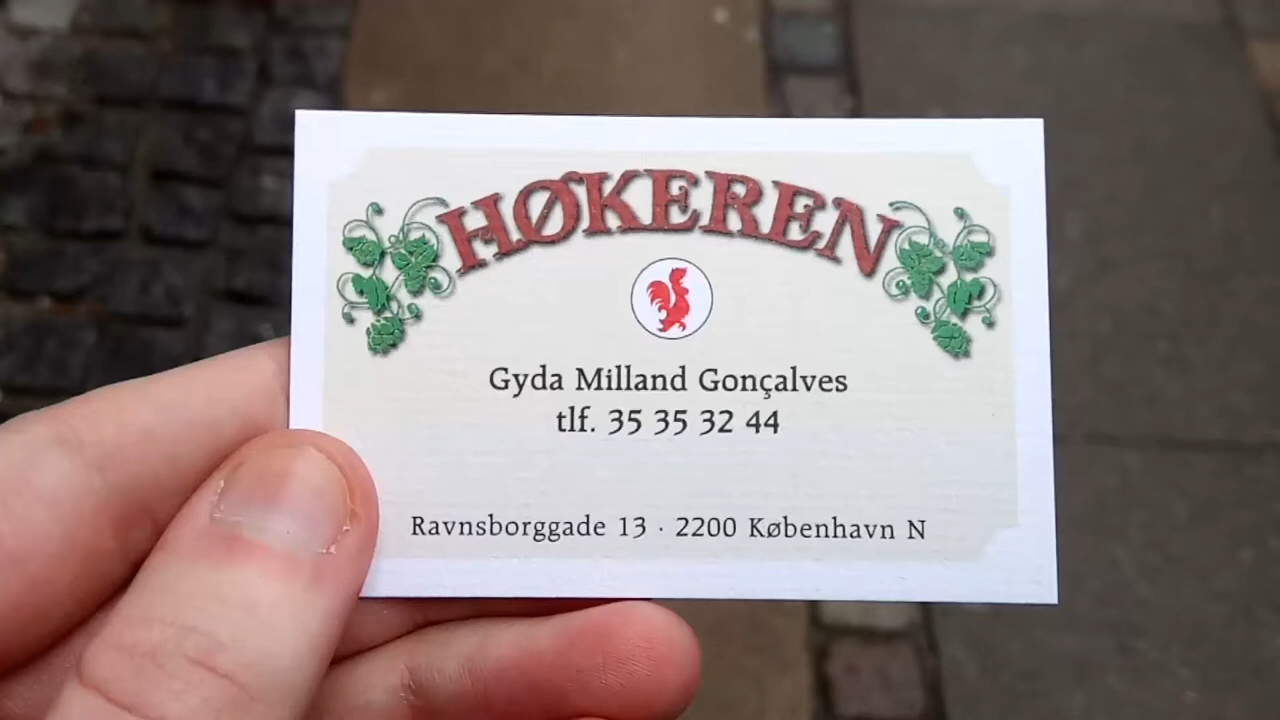 HØKEREN
Gyda Milland Gonçalves
tlf. 35 35 32 44
Ravnsborggade 13 · 2200 København N